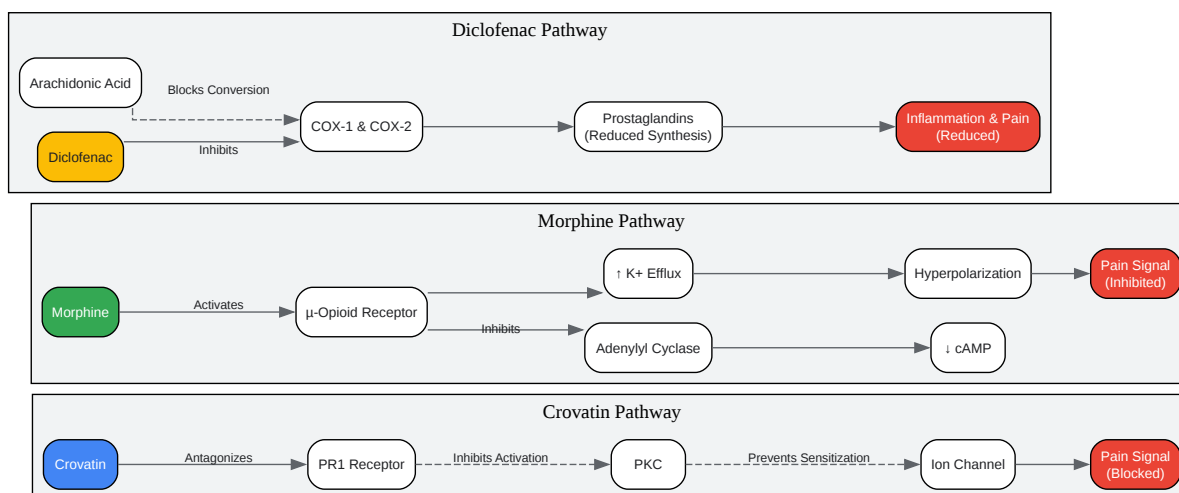 Diclofenac Pathway
Arachidonic Acid
Blocks Conversion
Diclofenac
Inhibits
COX-1 & COX-2
Prostaglandins
(Reduced Synthesis)
Inflammation & Pain
(Reduced)
Morphine Pathway
Morphine
Activates
µ-Opioid Receptor
↑ K+ Efflux
Hyperpolarization
Pain Signal
(Inhibited)
Inhibits
Adenylyl Cyclase
↓ cAMP
Crovatin Pathway
Crovatin
Antagonizes
PR1 Receptor
Inhibits Activation
PKC
Prevents Sensitization
Ion Channel
Pain Signal
(Blocked)